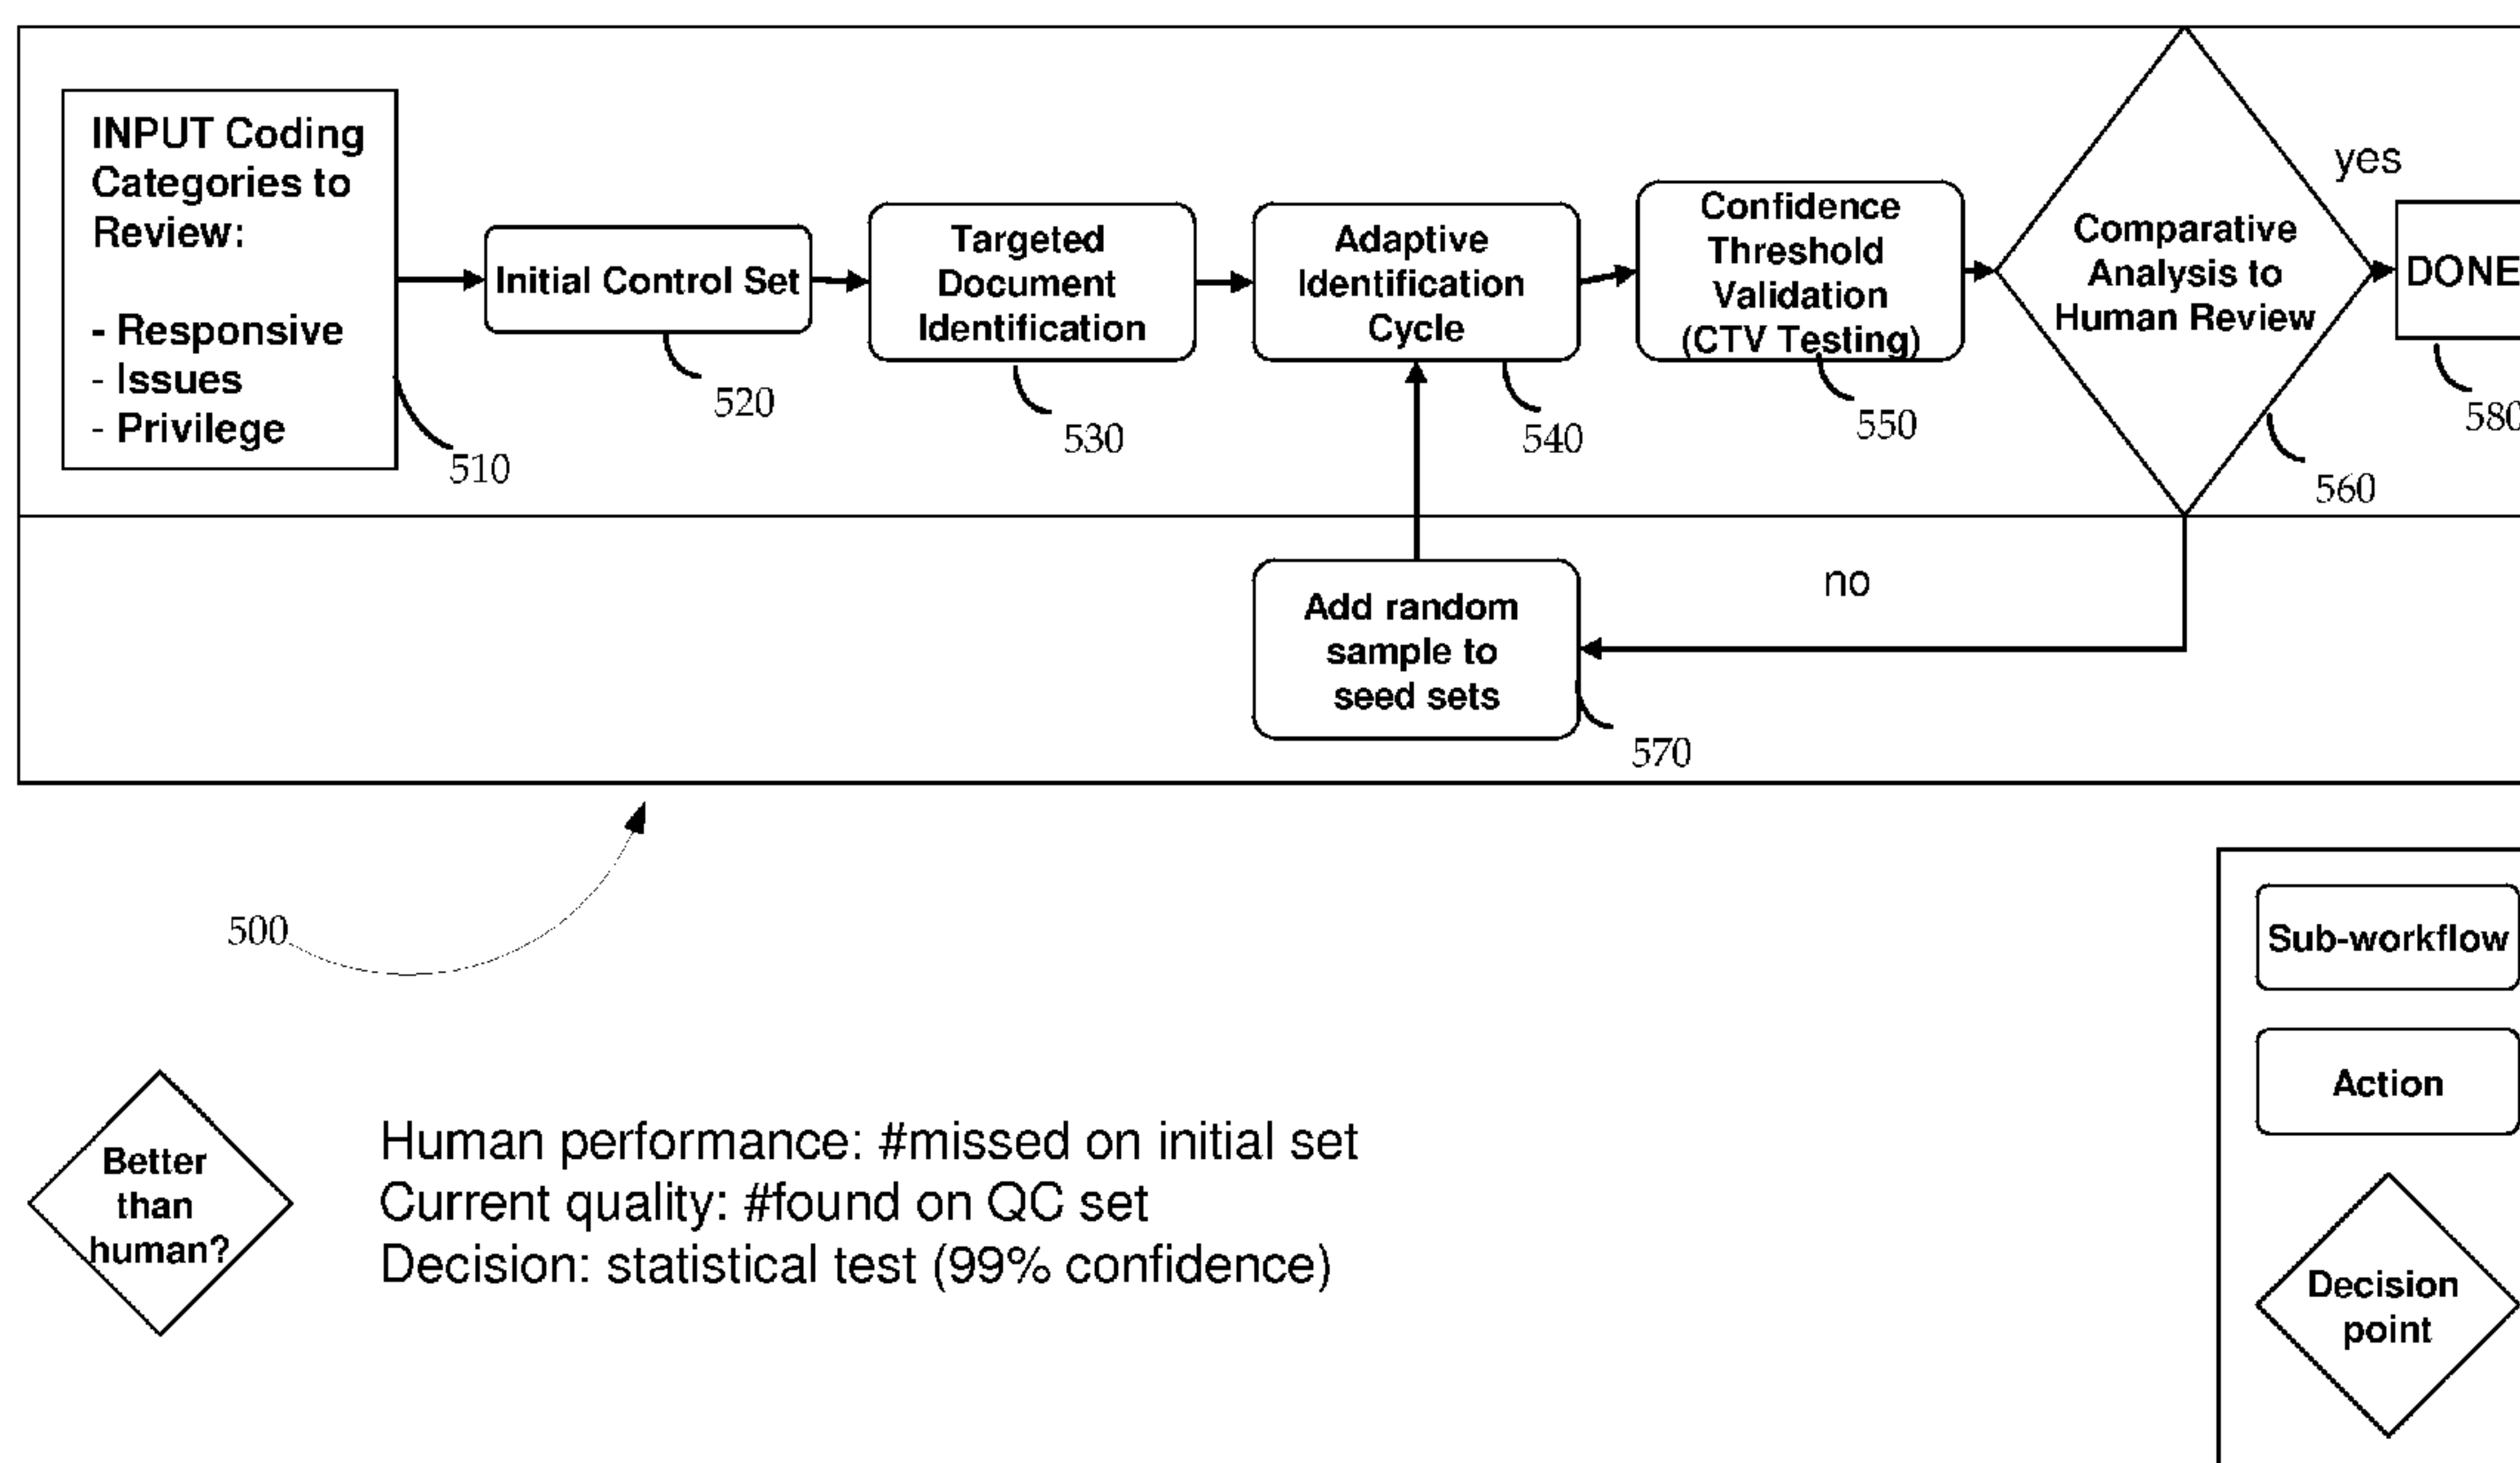 INPUT Coding
Categories to
Review:
- Responsive
- Issues
- Privilege
510
Initial Control Set
520
Targeted
Document
Identification
530
Adaptive
Identification
Cycle
540
Confidence
Threshold
Validation
(CTV Testing)
550
Comparative
Analysis to
Human Review
560
yes
DONE
580
no
Add random
sample to
seed sets
570
500
Better
than
human?
Human performance: #missed on initial set
Current quality: #found on QC set
Decision: statistical test (99% confidence)
Sub-workflow
Action
Decision
point